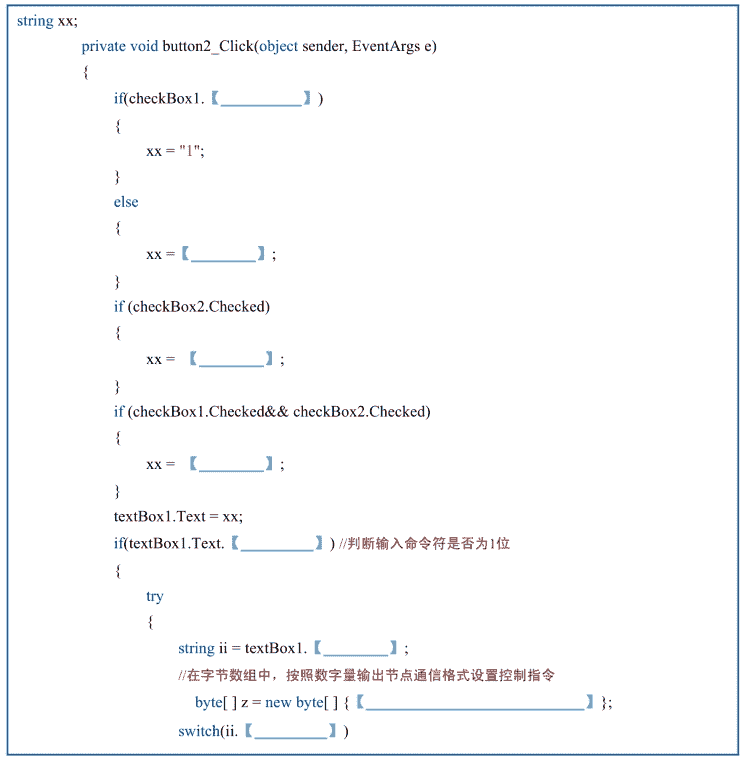 string xx;
private void button2_Click(object sender, EventArgs e)
{
if(checkBox1.【__________】)
{
xx = "1";
}
else
{
xx =【________】;
}
if (checkBox2.Checked)
{
xx = 【________】;
}
if (checkBox1.Checked&& checkBox2.Checked)
{
xx = 【________】;
}
textBox1.Text = xx;
if(textBox1.Text.【_________】) //判断输入命令符是否为1位
{
try
{
string ii = textBox1.【________】;
//在字节数组中，按照数字量输出节点通信格式设置控制指令
byte[ ] z = new byte[ ] {【___________________________】};
switch(ii.【_________】)